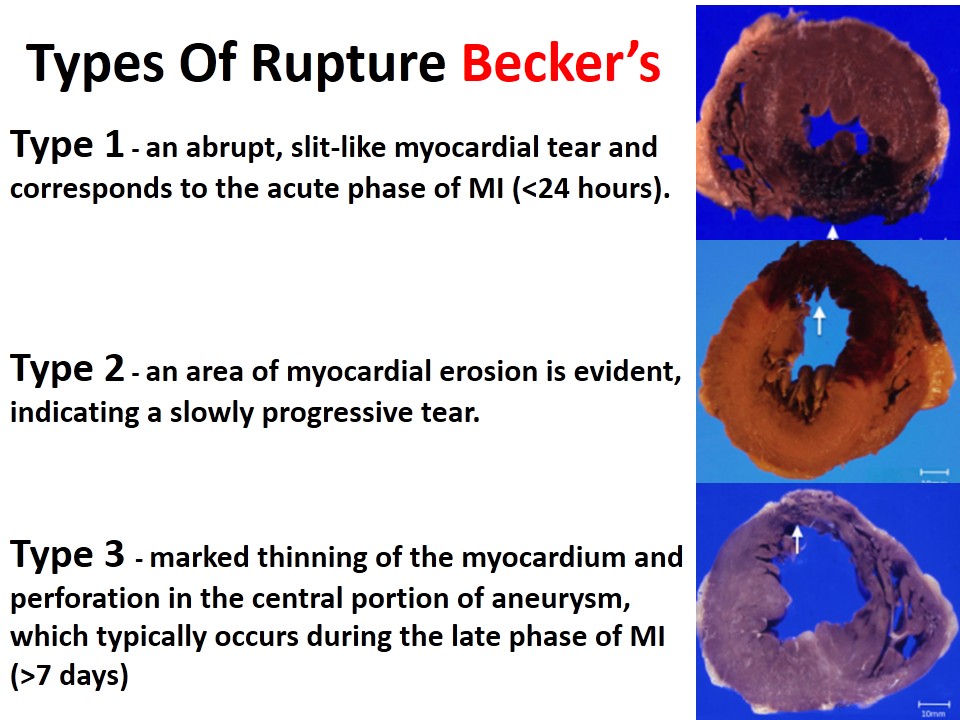 Types Of Rupture Becker’s
Type 1 - an abrupt, slit-like myocardial tear and
corresponds to the acute phase of MI (<24 hours).
Type 2 - an area of myocardial erosion is evident,
indicating a slowly progressive tear.
Type 3 - marked thinning of the myocardium and
perforation in the central portion of aneurysm,
which typically occurs during the late phase of MI
(>7 days)
10mm